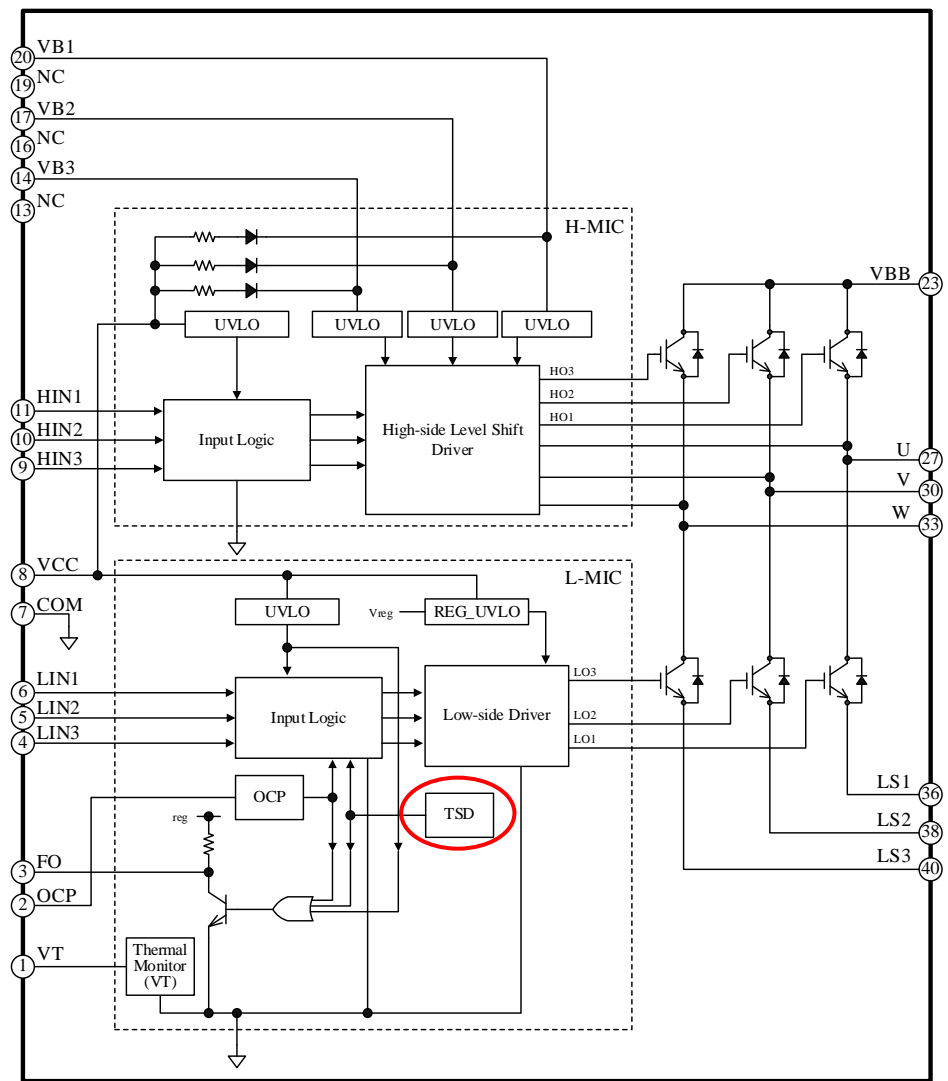 20 VB1
19 NC
17 VB2
16 NC
14 VB3
13 NC
H-MIC
VBB 23
UVLO UVLO UVLO UVLO
HO3
HO2
HO1
11 HIN1
10 HIN2
9 HIN3
Input Logic
High-side Level Shift
Driver
U 27
V 30
W 33
8 VCC
L-MIC
7 COM
UVLO
Vreg REG_UVLO
6 LIN1
5 LIN2
4 LIN3
Input Logic
Low-side Driver
LO3
LO2
LO1
OCP
TSD
reg
LS1 36
LS2 38
LS3 40
3 FO
2 OCP
1 VT
Thermal
Monitor
(VT)